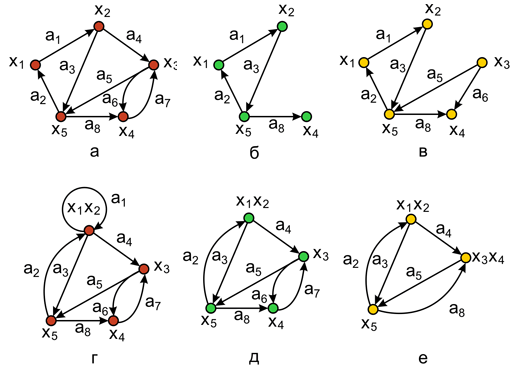 x₂ x₂ x₂
a₁ a₄ a₁ a₁
x₁ a₃ a₅ x₃ x₁ a₃ x₁ a₃ a₅ x₃
a₂ a₆ a₇ a₂ a₂ a₆
x₅ a₈ x₄ x₅ a₈ x₄ x₅ a₈ x₄
а б в
x₁x₂ a₁ x₁x₂ x₁x₂
a₄ a₄ a₄
a₂ a₃ a₅ x₃ a₂ a₃ a₅ x₃ a₂ a₃ a₅ x₃x₄
a₆ a₇ a₆ a₇ a₈
x₅ a₈ x₄ x₅ a₈ x₄ x₅
г д е